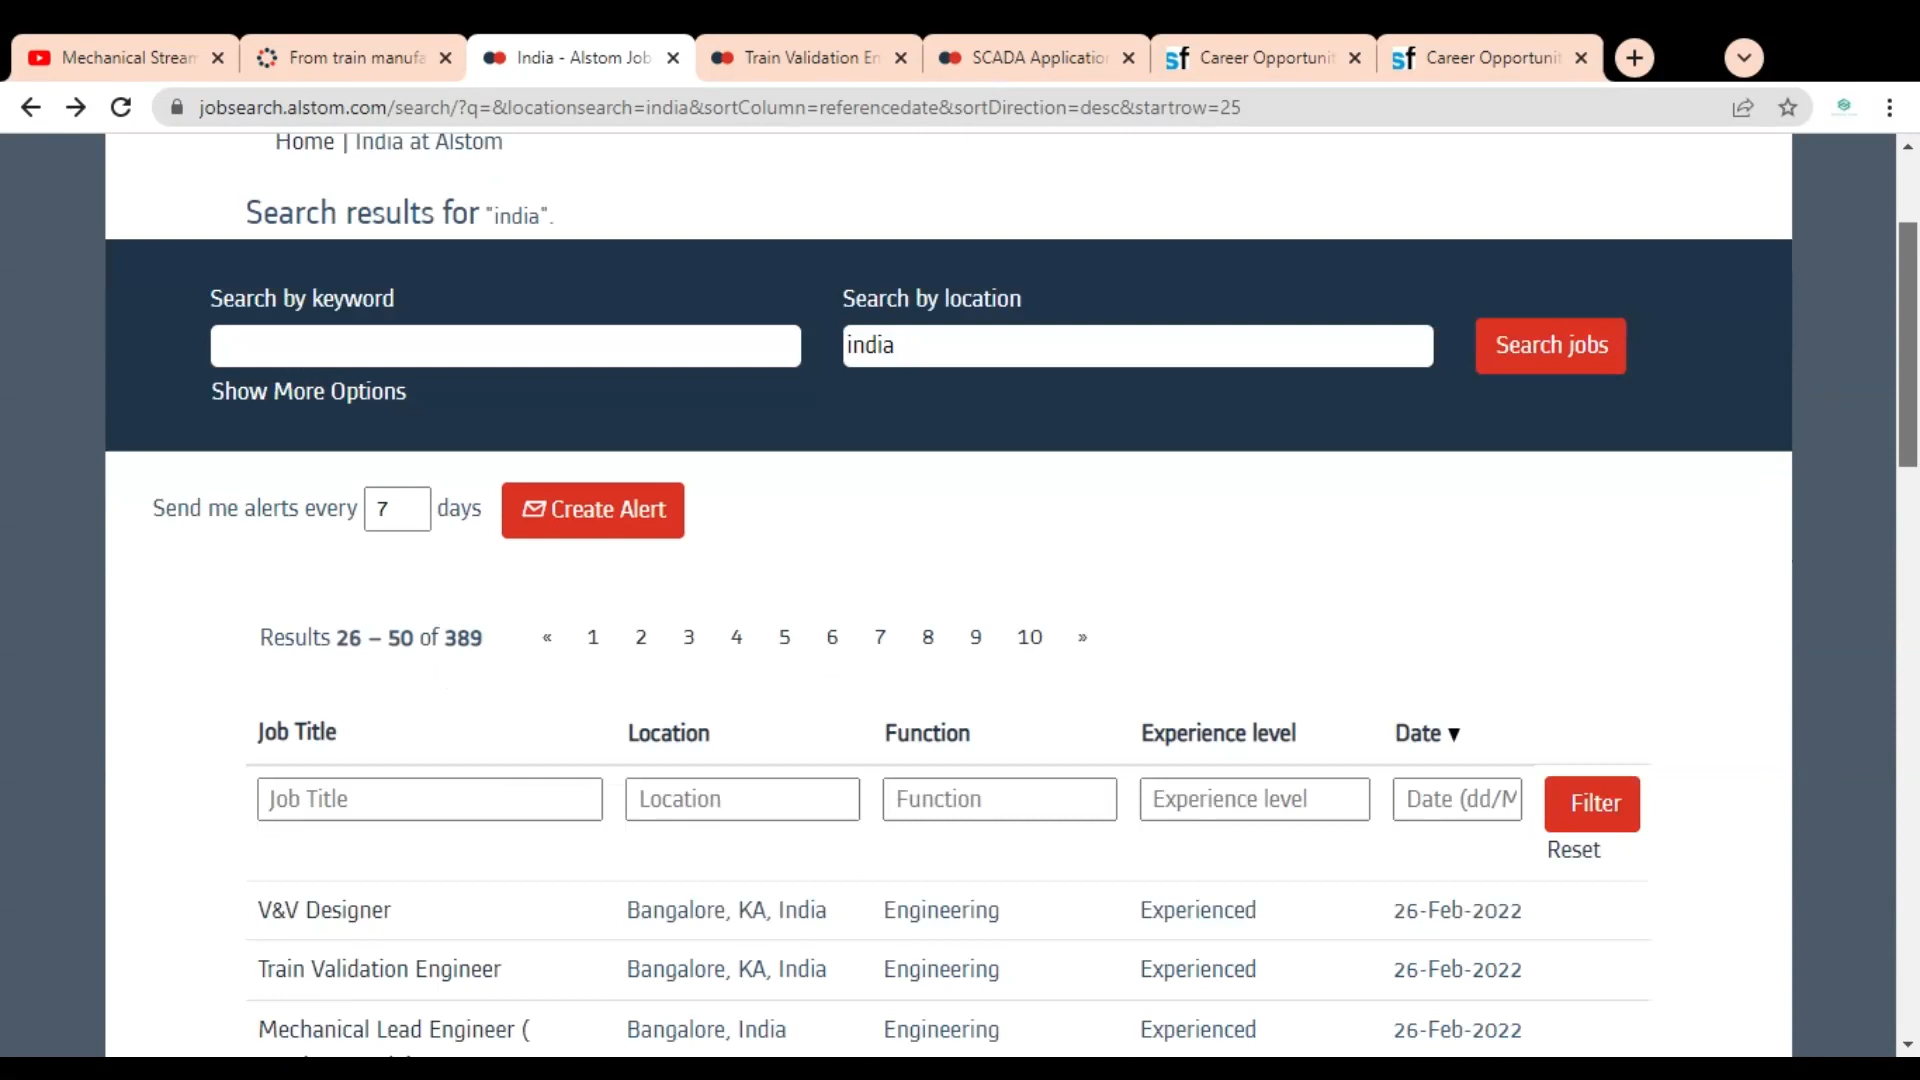 Mechanical Stream
From train manufa
India - Alstom Job
Train Validation En
SCADA Application
sf Career Opportunit
sf Career Opportunit
jobsearch.alstom.com/search/?q=&locationsearch=india&sortColumn=referencedate&sortDirection=desc&startrow=25
Home | India at Alstom
Search results for "india".
Search by keyword
Search by location
india
Search jobs
Show More Options
Send me alerts every 7 days Create Alert
Results 26 – 50 of 389 « 1 2 3 4 5 6 7 8 9 10 »
Job Title Location Function Experience level Date ▼
Job Title Location Function Experience level Date (dd/M Filter
Reset
V&V Designer Bangalore, KA, India Engineering Experienced 26-Feb-2022
Train Validation Engineer Bangalore, KA, India Engineering Experienced 26-Feb-2022
Mechanical Lead Engineer ( Bangalore, India Engineering Experienced 26-Feb-2022